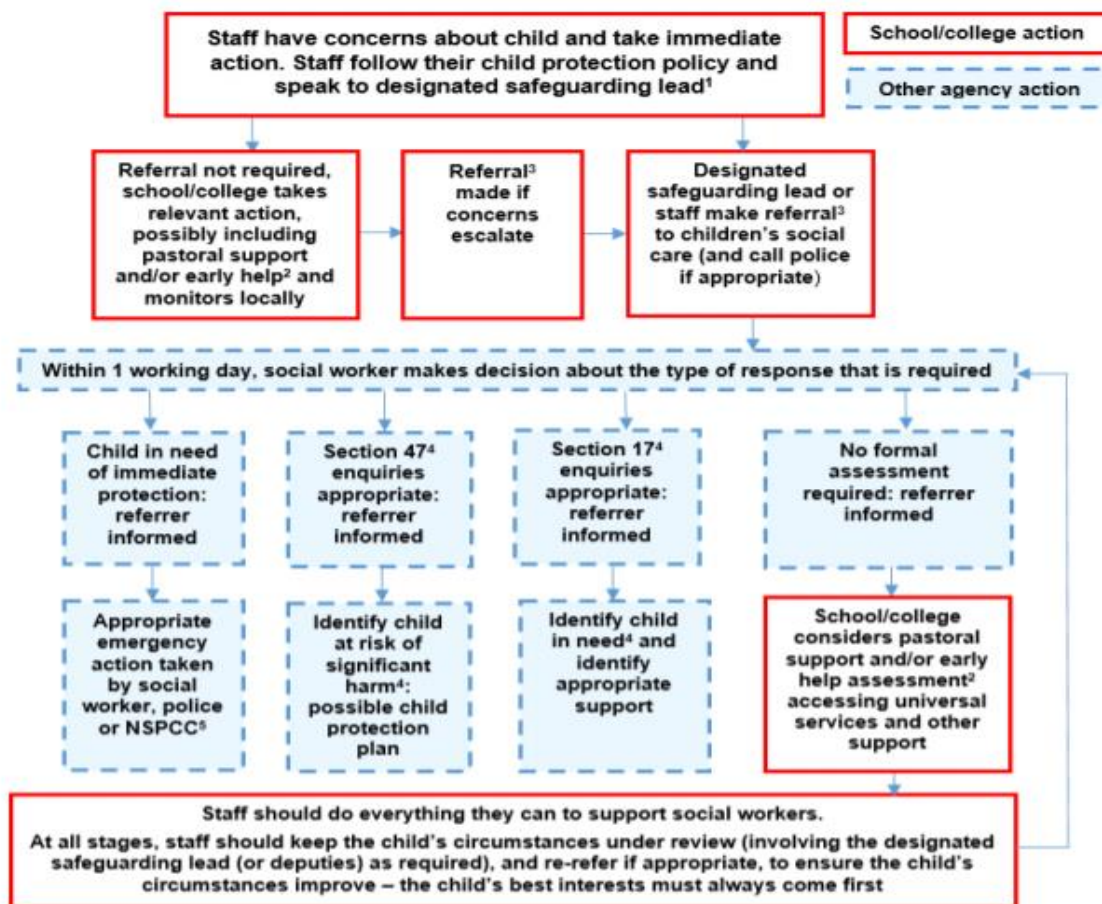 Staff have concerns about child and take immediate
action. Staff follow their child protection policy and
speak to designated safeguarding lead¹
School/college action
Other agency action
Referral not required,
school/college takes
relevant action,
possibly including
pastoral support
and/or early help² and
monitors locally
Referral³
made if
concerns
escalate
Designated
safeguarding lead or
staff make referral³
to children's social
care (and call police
if appropriate)
Within 1 working day, social worker makes decision about the type of response that is required
Child in need
of immediate
protection:
referrer
informed
Section 47⁴
enquiries
appropriate:
referrer
informed
Section 17⁴
enquiries
appropriate:
referrer
informed
No formal
assessment
required: referrer
informed
Appropriate
emergency
action taken
by social
worker, police
or NSPCC⁵
Identify child
at risk of
significant
harm⁴:
possible child
protection
plan
Identify child
in need⁴ and
identify
appropriate
support
School/college
considers pastoral
support and/or early
help assessment²
accessing universal
services and other
support
Staff should do everything they can to support social workers.
At all stages, staff should keep the child's circumstances under review (involving the designated
safeguarding lead (or deputies) as required), and re-refer if appropriate, to ensure the child's
circumstances improve – the child's best interests must always come first